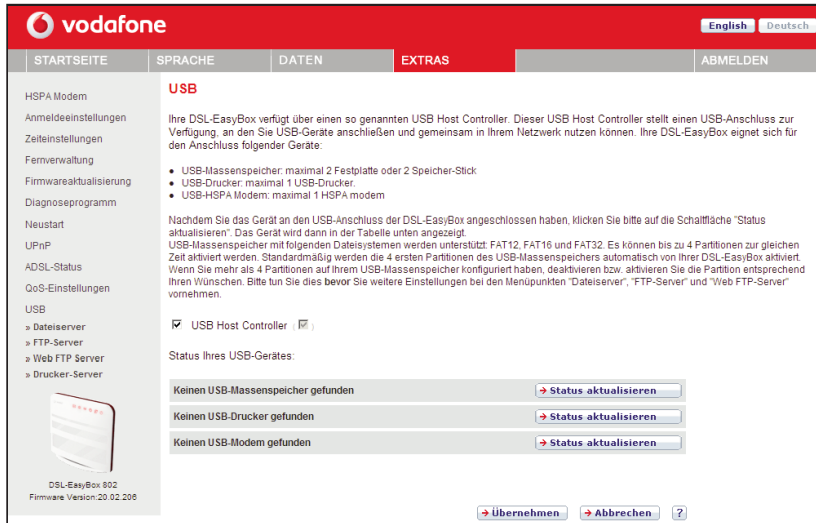 vodafone
English Deutsch
STARTSEITE SPRACHE DATEN EXTRAS ABMELDEN
HSPA Modem
Anmeldeeinstellungen
Zeiteinstellungen
Fernverwaltung
Firmwareaktualisierung
Diagnoseprogramm
Neustart
UPnP
ADSL-Status
QoS-Einstellungen
USB
» Dateiserver
» FTP-Server
» Web FTP Server
» Drucker-Server
DSL-EasyBox 802
Firmware Version:20.02.206
USB
Ihre DSL-EasyBox verfügt über einen so genannten USB Host Controller. Dieser USB Host Controller stellt einen USB-Anschluss zur
Verfügung, an den Sie USB-Geräte anschließen und gemeinsam in Ihrem Netzwerk nutzen können. Ihre DSL-EasyBox eignet sich für
den Anschluss folgender Geräte:
• USB-Massenspeicher: maximal 2 Festplatte oder 2 Speicher-Stick
• USB-Drucker: maximal 1 USB-Drucker.
• USB-HSPA Modem: maximal 1 HSPA modem
Nachdem Sie das Gerät an den USB-Anschluss der DSL-EasyBox angeschlossen haben, klicken Sie bitte auf die Schaltfläche "Status
aktualisieren". Das Gerät wird dann in der Tabelle unten angezeigt.
USB-Massenspeicher mit folgenden Dateisystemen werden unterstützt: FAT12, FAT16 und FAT32. Es können bis zu 4 Partitionen zur gleichen
Zeit aktiviert werden. Standardmäßig werden die 4 ersten Partitionen des USB-Massenspeichers automatisch von Ihrer DSL-EasyBox aktiviert.
Wenn Sie mehr als 4 Partitionen auf Ihrem USB-Massenspeicher konfiguriert haben, deaktivieren bzw. aktivieren Sie die Partition entsprechend
Ihren Wünschen. Bitte tun Sie dies bevor Sie weitere Einstellungen bei den Menüpunkten "Dateiserver", "FTP-Server" und "Web FTP-Server"
vornehmen.
USB Host Controller ( )
Status Ihres USB-Gerätes:
Keinen USB-Massenspeicher gefunden Status aktualisieren
Keinen USB-Drucker gefunden Status aktualisieren
Keinen USB-Modem gefunden Status aktualisieren
Übernehmen Abbrechen ?